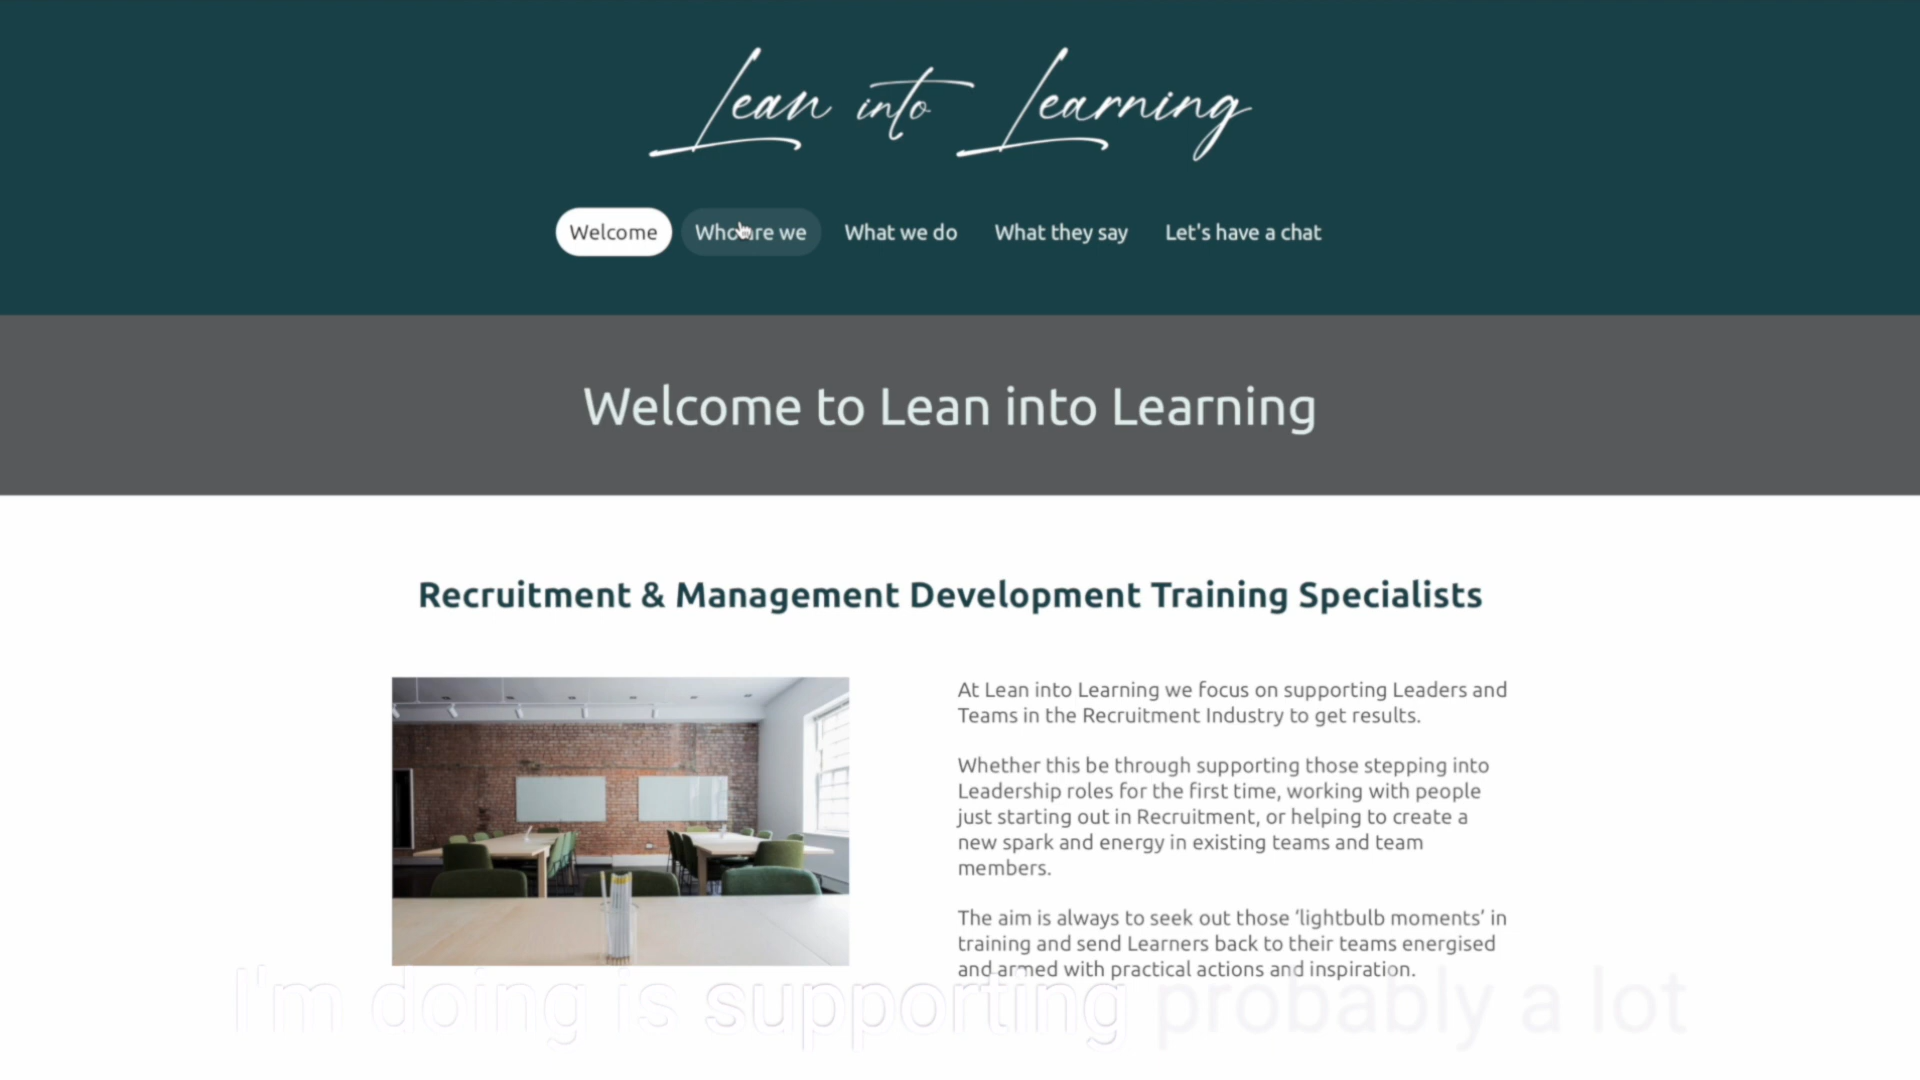 Lean into Learning
Welcome
Who are we
What we do
What they say
Let's have a chat
Welcome to Lean into Learning
Recruitment & Management Development Training Specialists
At Lean into Learning we focus on supporting Leaders and
Teams in the Recruitment Industry to get results.
Whether this be through supporting those stepping into
Leadership roles for the first time, working with people
just starting out in Recruitment, or helping to create a
new spark and energy in existing teams and team
members.
The aim is always to seek out those ‘lightbulb moments’ in
training and send Learners back to their teams energised
and armed with practical actions and inspiration.
I'm doing is supporting probably a lot